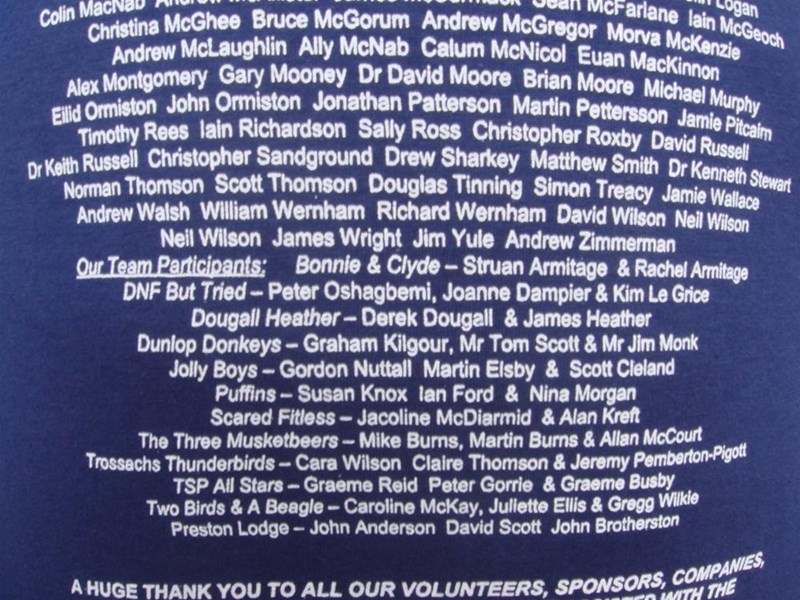 Colin MacNab
Sean McFarlane Iain McGeoch
Christina McGhee Bruce McGorum Andrew McGregor Morva McKenzie
Andrew McLaughlin Ally McNab Calum McNicol Euan MacKinnon
Alex Montgomery Gary Mooney Dr David Moore Brian Moore Michael Murphy
Eilid Ormiston John Ormiston Jonathan Patterson Martin Pettersson Jamie Pitcairn
Timothy Rees Iain Richardson Sally Ross Christopher Roxby David Russell
Dr Keith Russell Christopher Sandground Drew Sharkey Matthew Smith Dr Kenneth Stewart
Norman Thomson Scott Thomson Douglas Tinning Simon Treacy Jamie Wallace
Andrew Walsh William Wernham Richard Wernham David Wilson Neil Wilson
Neil Wilson James Wright Jim Yule Andrew Zimmerman
Our Team Participants: Bonnie & Clyde – Struan Armitage & Rachel Armitage
DNF But Tried – Peter Oshagbemi, Joanne Dampier & Kim Le Grice
Dougall Heather – Derek Dougall & James Heather
Dunlop Donkeys – Graham Kilgour, Mr Tom Scott & Mr Jim Monk
Jolly Boys – Gordon Nuttall Martin Elsby & Scott Cleland
Puffins – Susan Knox Ian Ford & Nina Morgan
Scared Fitless – Jacoline McDiarmid & Alan Kreft
The Three Musketbeers – Mike Burns, Martin Burns & Allan McCourt
Trossachs Thunderbirds – Cara Wilson Claire Thomson & Jeremy Pemberton-Pigott
TSP All Stars – Graeme Reid Peter Gorrie & Graeme Busby
Two Birds & A Beagle – Caroline McKay, Juliette Ellis & Gregg Wilkie
Preston Lodge – John Anderson David Scott John Brotherston
A HUGE THANK YOU TO ALL OUR VOLUNTEERS, SPONSORS, COMPANIES,
WITH THE